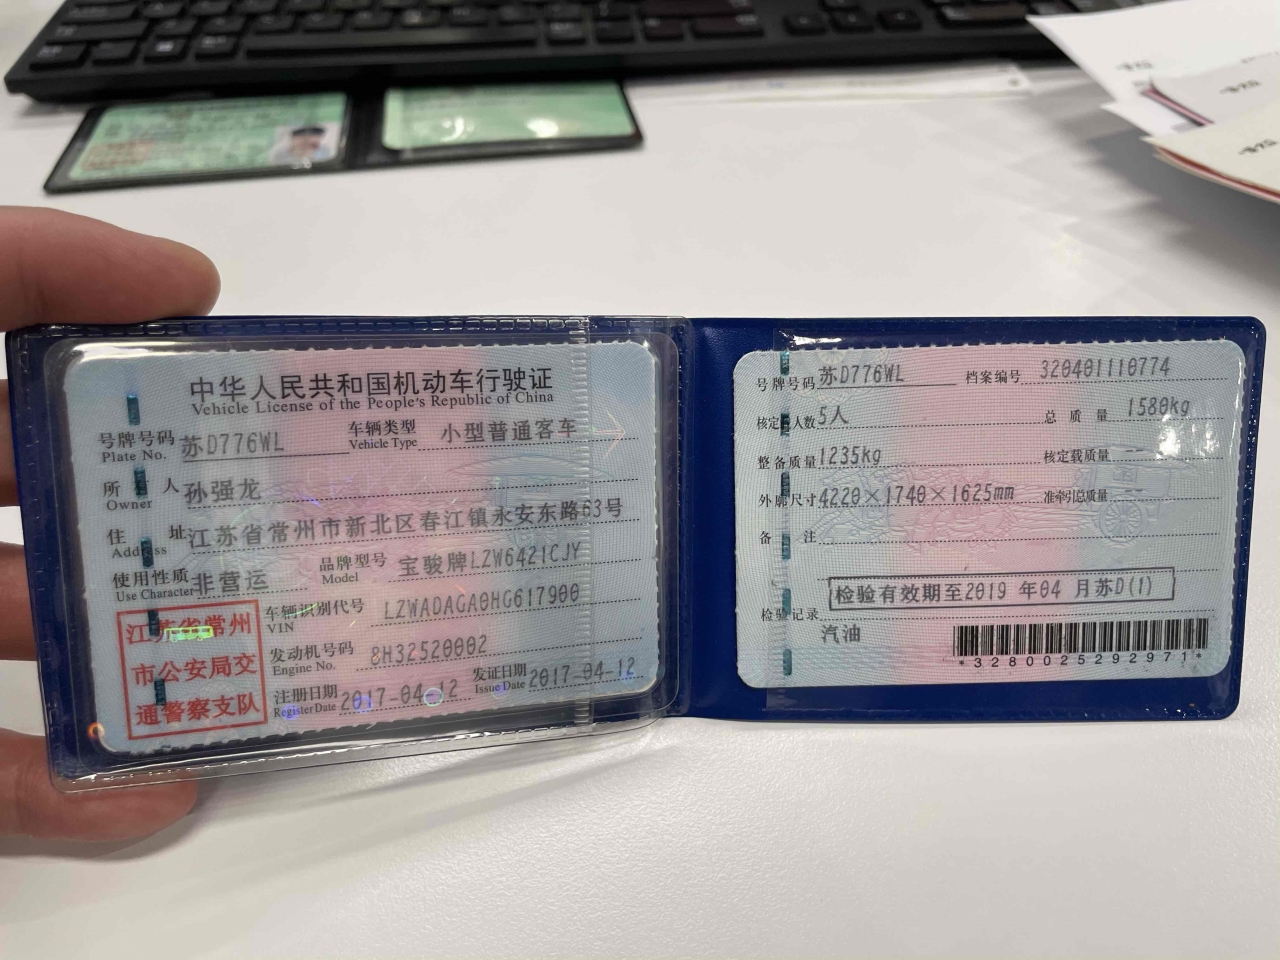 中华人民共和国机动车行驶证
Vehicle License of the People's Republic of China
号牌号码 苏D776WL 车辆类型 小型普通客车
Plate No. Vehicle Type
所 人 孙强龙
Owner
住 址 江苏省常州市新北区春江镇永安东路63号
Address
使用性质 非营运 品牌型号 宝骏牌LZW6421CJY
Use Character Model
江苏省常州
市公安局交
通警察支队
车辆识别代号 LZWADAGA0HG617900
VIN
发动机号码 8H32520002
Engine No.
注册日期 2017-04-12 发证日期 2017-04-12
Register Date Issue Date
号牌号码 苏D776WL 档案编号 320401110774
核定 人数 5人 总质量 1580kg
整备质量 1235kg 核定载质量
外廓尺寸 4220×1740×1625mm 准牵引总质量
备 注
检验有效期至2019 年04 月苏D(1)
检验记录
汽油
*3280025292971*